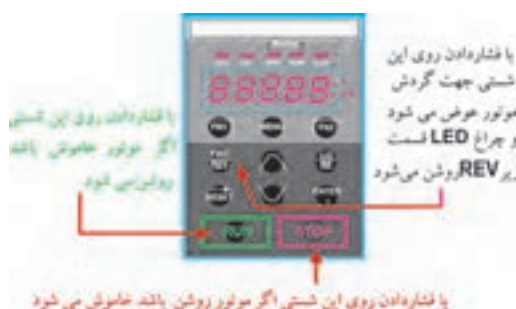 با فشاردادن روی این
شستی جهت گردش
موتور عوض می شود
و چراغ LED قسمت
زیر REV روشن می‌شود
با فشاردادن روی این شستی
اگر موتور خاموش باشد
روشن می شود
88888
RUN
STOP
با فشاردادن روی این شستی اگر موتور روشن باشد خاموش می شود